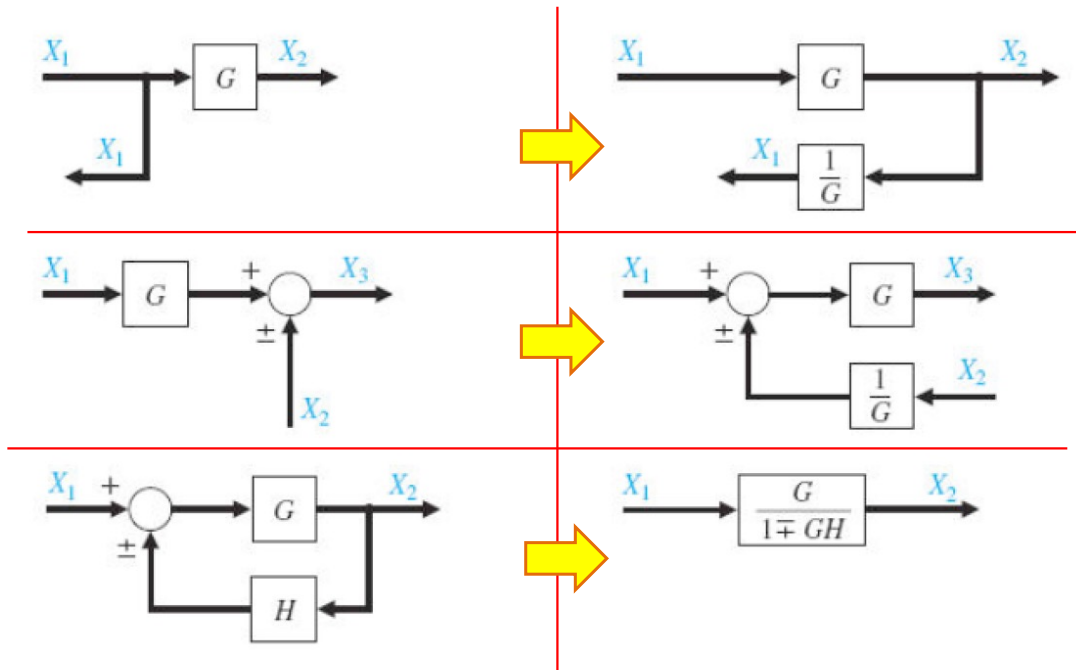 X₁ G X₂
X₁
X₁ G X₂
X₁ 1/G
X₁ G + X₃
±
X₂
X₁ + G X₃
±
1/G X₂
X₁ + G X₂
±
H
X₁ G/(1∓GH) X₂